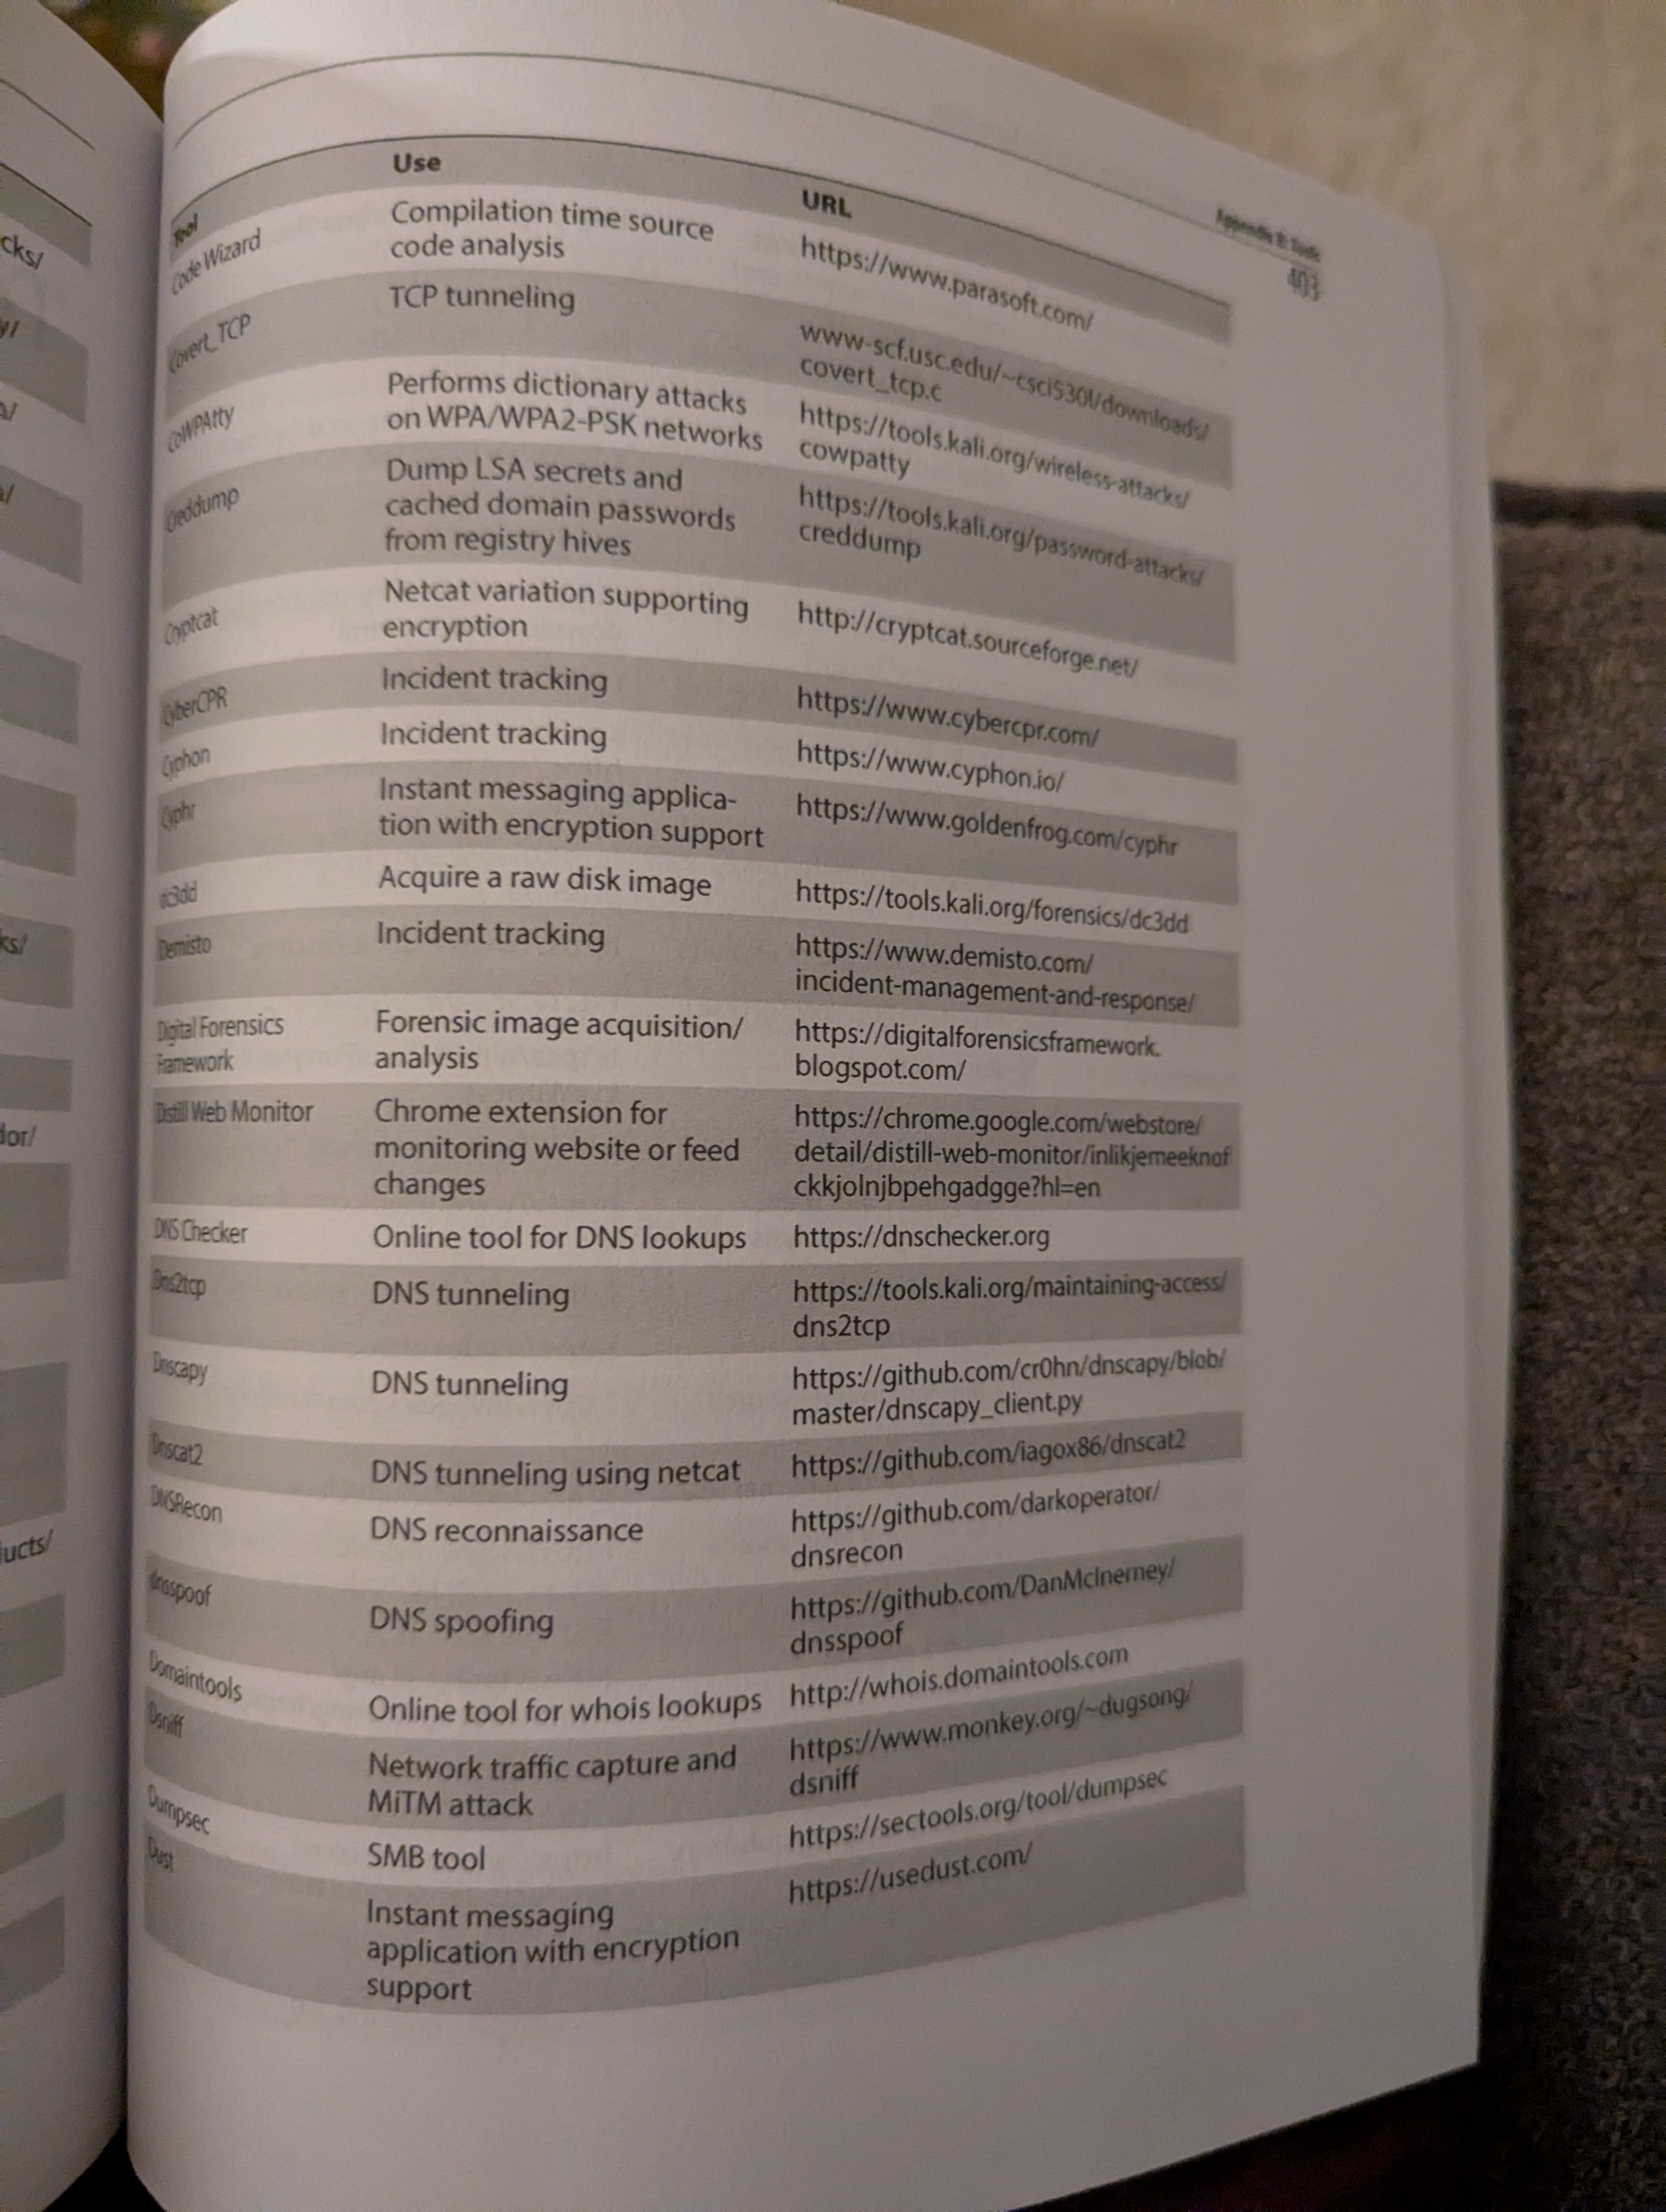 Appendix B: Tools
403
Tool Use URL
Code Wizard Compilation time source https://www.parasoft.com/
code analysis
Covert_TCP TCP tunneling www-scf.usc.edu/~csci530l/downloads/
covert_tcp.c
CoWPAtty Performs dictionary attacks https://tools.kali.org/wireless-attacks/
on WPA/WPA2-PSK networks cowpatty
Creddump Dump LSA secrets and https://tools.kali.org/password-attacks/
cached domain passwords creddump
from registry hives
Cryptcat Netcat variation supporting http://cryptcat.sourceforge.net/
encryption
CyberCPR Incident tracking https://www.cybercpr.com/
Cyphon Incident tracking https://www.cyphon.io/
Cyphr Instant messaging applica- https://www.goldenfrog.com/cyphr
tion with encryption support
dc3dd Acquire a raw disk image https://tools.kali.org/forensics/dc3dd
Demisto Incident tracking https://www.demisto.com/
incident-management-and-response/
Digital Forensics Forensic image acquisition/ https://digitalforensicsframework.
Framework analysis blogspot.com/
Distill Web Monitor Chrome extension for https://chrome.google.com/webstore/
monitoring website or feed detail/distill-web-monitor/inlikjemeeknof
changes ckkjolnjbpehgadgge?hl=en
DNS Checker Online tool for DNS lookups https://dnschecker.org
Dns2tcp DNS tunneling https://tools.kali.org/maintaining-access/
dns2tcp
Dnscapy DNS tunneling https://github.com/cr0hn/dnscapy/blob/
master/dnscapy_client.py
Dnscat2 DNS tunneling using netcat https://github.com/iagox86/dnscat2
DNSRecon DNS reconnaissance https://github.com/darkoperator/
dnsrecon
dnsspoof DNS spoofing https://github.com/DanMcInerney/
dnsspoof
Domaintools Online tool for whois lookups http://whois.domaintools.com
Dsniff Network traffic capture and https://www.monkey.org/~dugsong/
MiTM attack dsniff
Dumpsec SMB tool https://sectools.org/tool/dumpsec
Dust Instant messaging https://usedust.com/
application with encryption
support